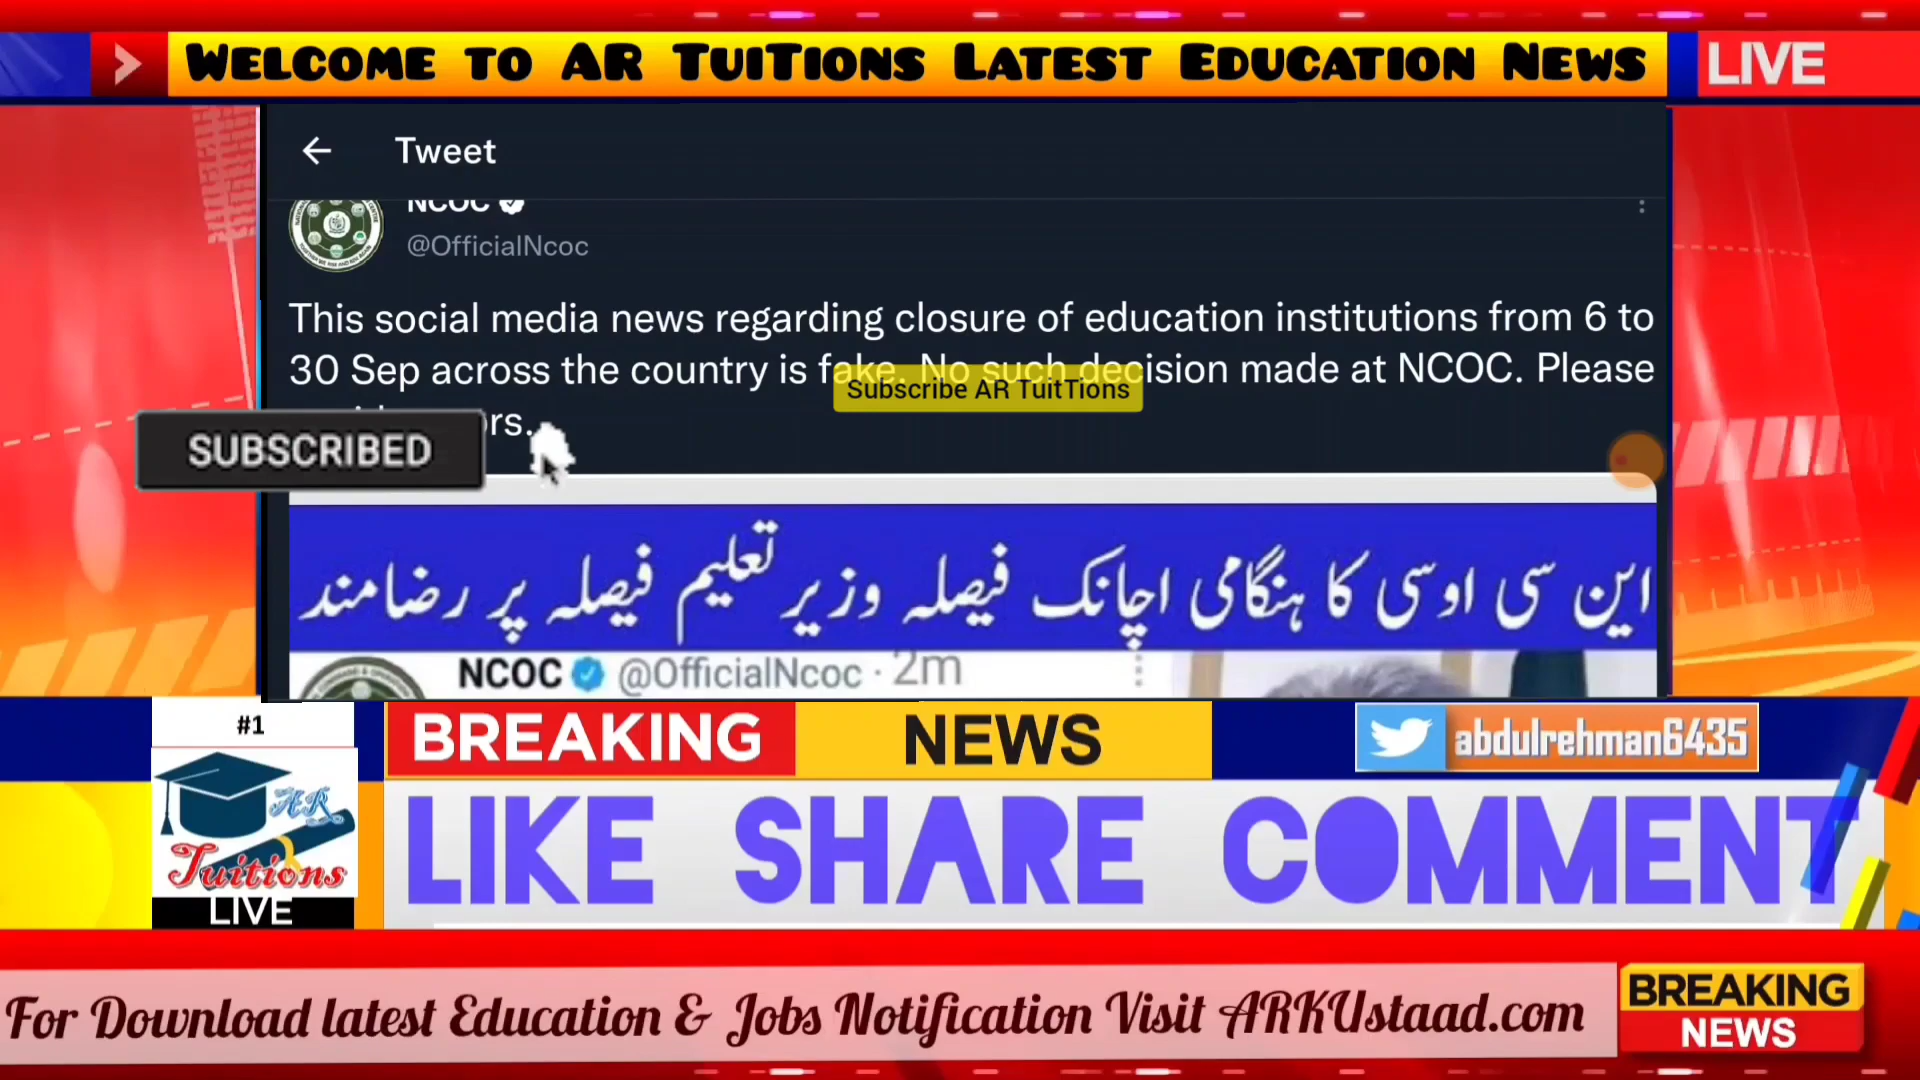 WELCOME TO AR TUITIONS LATEST EDUCATION NEWS
LIVE
Tweet
NCOC
@OfficialNcoc
This social media news regarding closure of education institutions from 6 to
30 Sep across the country is fake. No such decision made at NCOC. Please
Subscribe AR TuitTions
SUBSCRIBED
این سی او سی کا ہنگامی اچانک فیصلہ وزیر تعلیم فیصلہ پر رضامند
NCOC @OfficialNcoc · 2m
#1
BREAKING NEWS
abdulrehman6435
AR
Tuitions
LIVE
LIKE SHARE COMMENT
For Download latest Education & Jobs Notification Visit ARKUstaad.com
BREAKING
NEWS